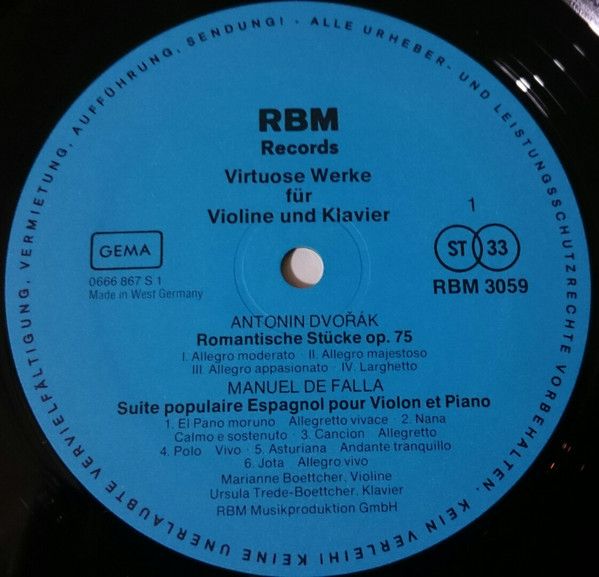 RBM
Records
Virtuose Werke
für
Violine und Klavier
GEMA
0666 867 S 1
Made in West Germany
1
ST 33
RBM 3059
ANTONIN DVOŘÁK
Romantische Stücke op. 75
I. Allegro moderato · II. Allegro majestoso
III. Allegro appasionato · IV. Larghetto
MANUEL DE FALLA
Suite populaire Espagnol pour Violon et Piano
1. El Pano moruno Allegretto vivace · 2. Nana
Calmo e sostenuto · 3. Cancion Allegretto
4. Polo Vivo · 5. Asturiana Andante tranquillo
6. Jota Allegro vivo
Marianne Boettcher, Violine
Ursula Trede-Boettcher, Klavier
RBM Musikproduktion GmbH
ALLE URHEBER- UND LEISTUNGSSCHUTZRECHTE VORBEHALTEN. KEIN VERLEIH! KEINE UNERLAUBTE VERVIELFÄLTIGUNG, VERMIETUNG, AUFFÜHRUNG, SENDUNG! ·